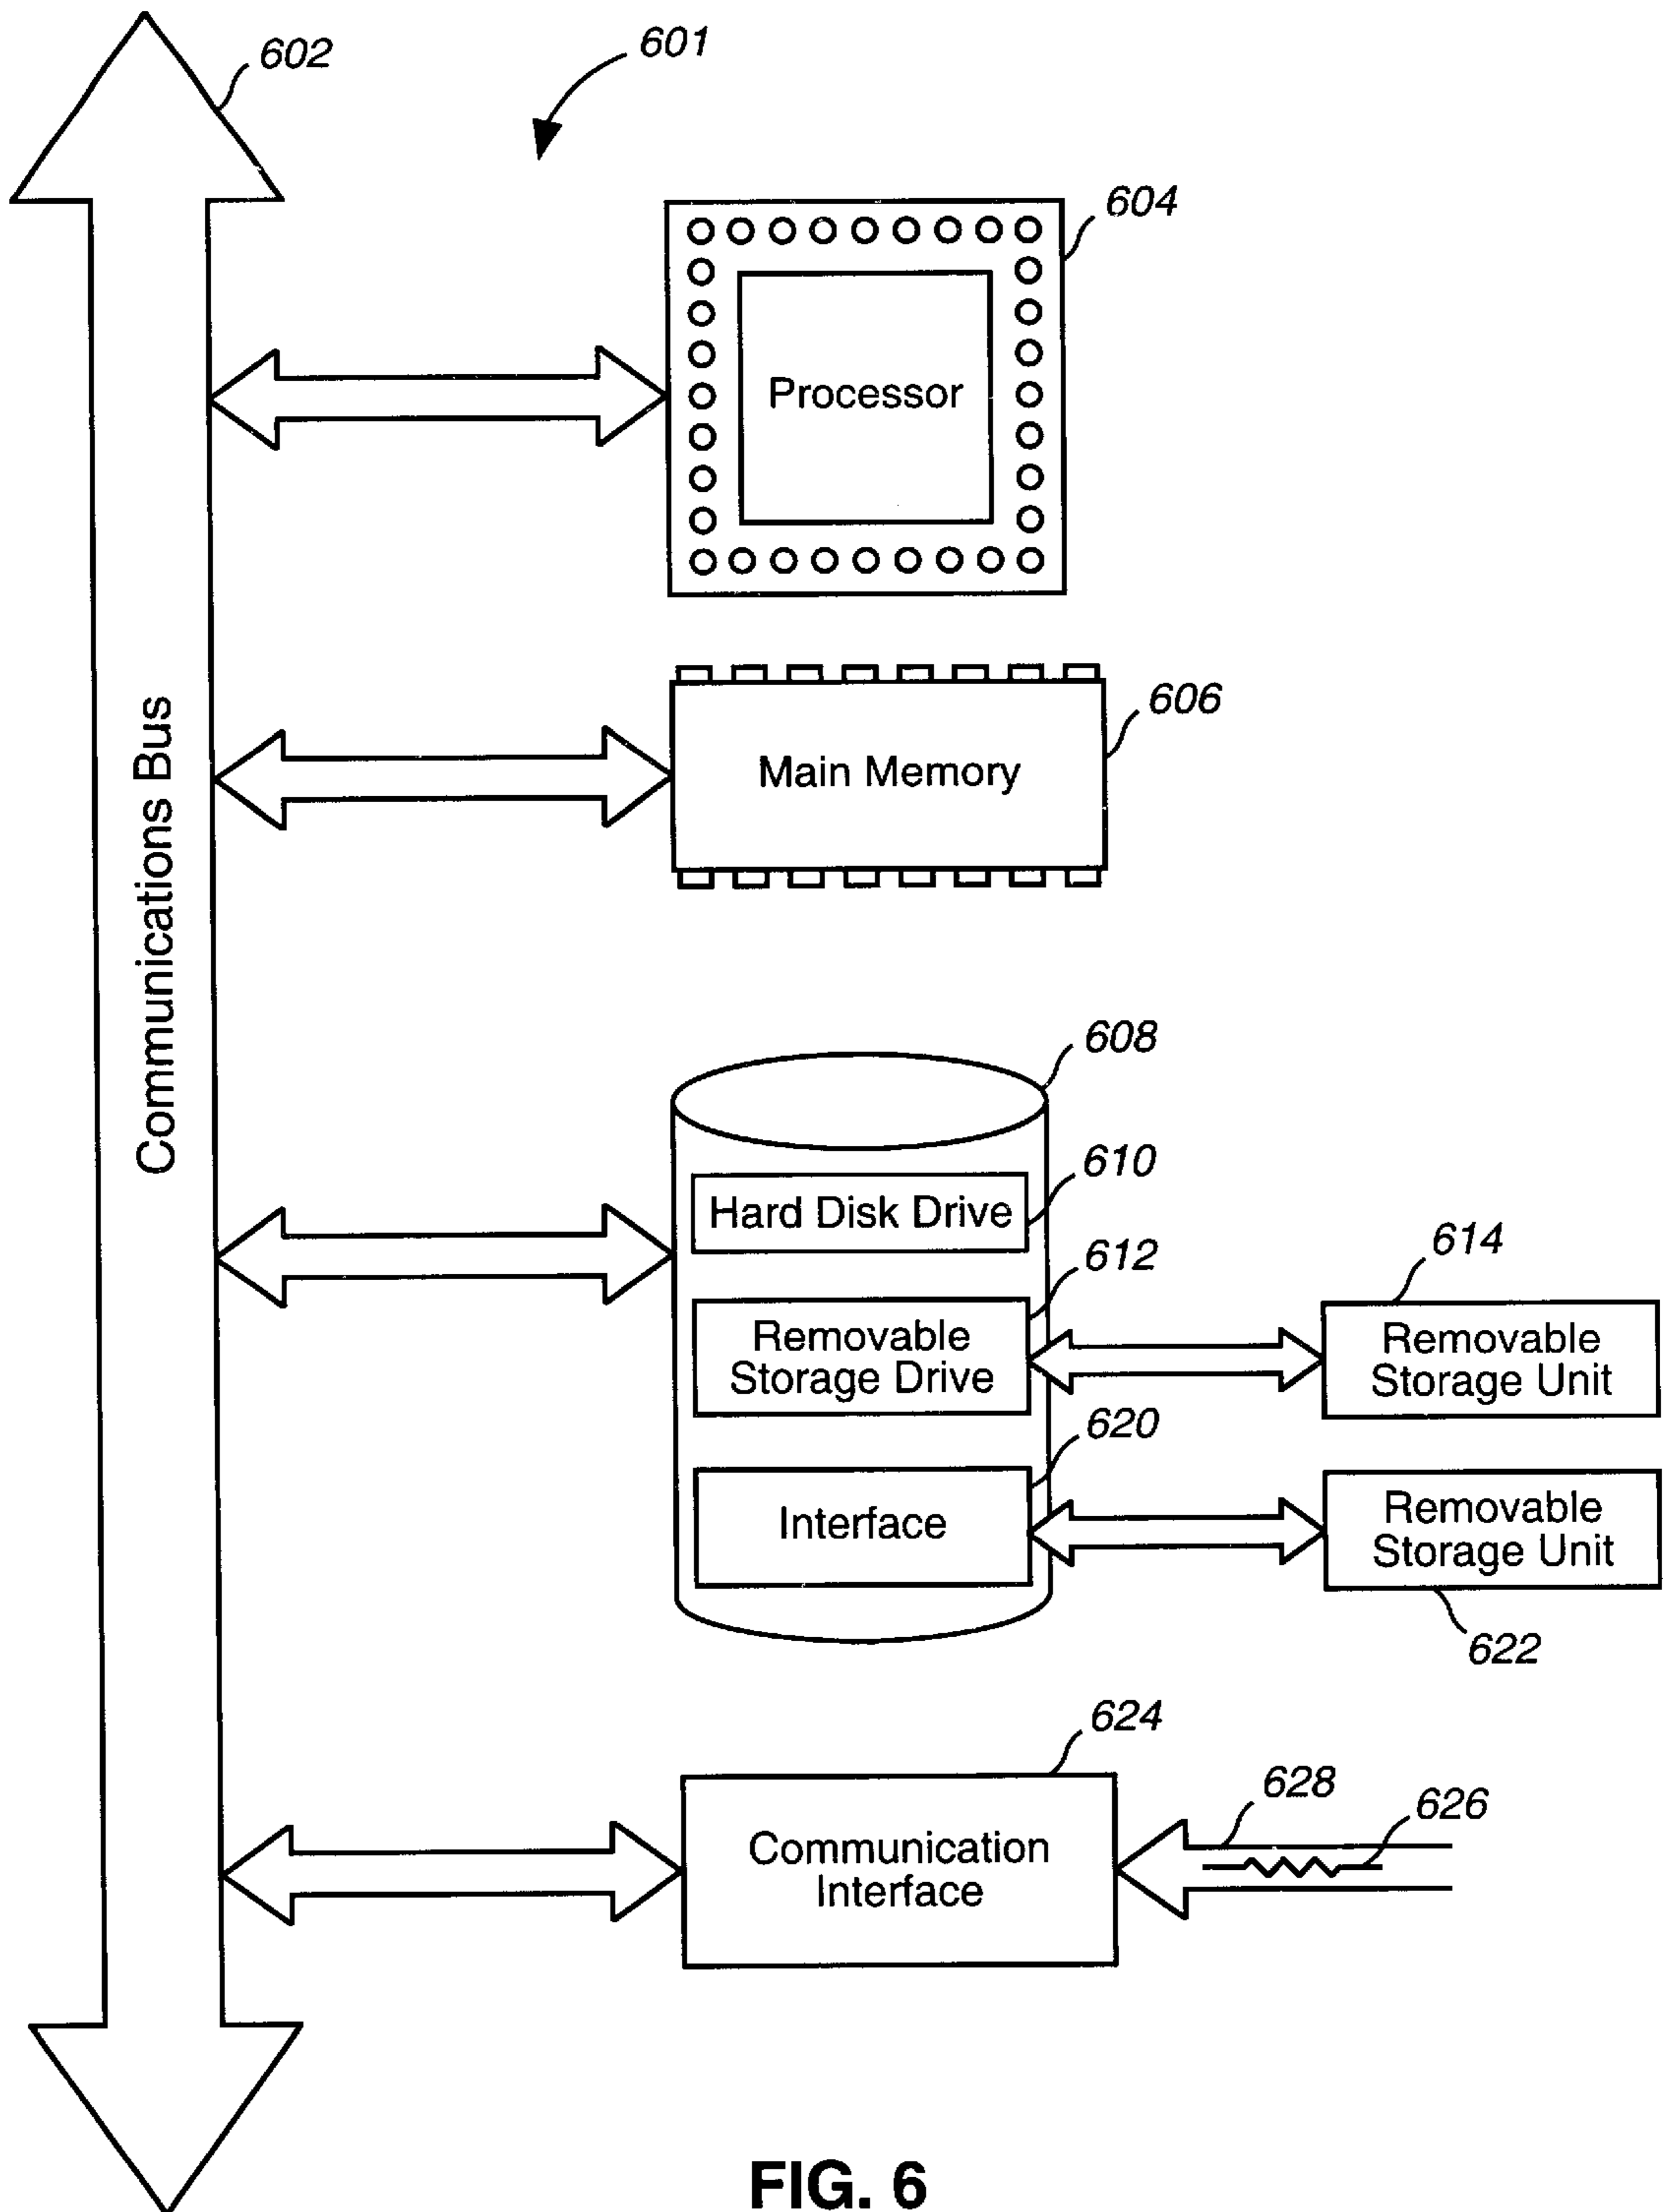 602
601
604
Processor
606
Main Memory
Communications Bus
608
610
Hard Disk Drive
612
614
Removable
Storage Drive
Removable
Storage Unit
620
Interface
Removable
Storage Unit
622
624
628
626
Communication
Interface
FIG. 6